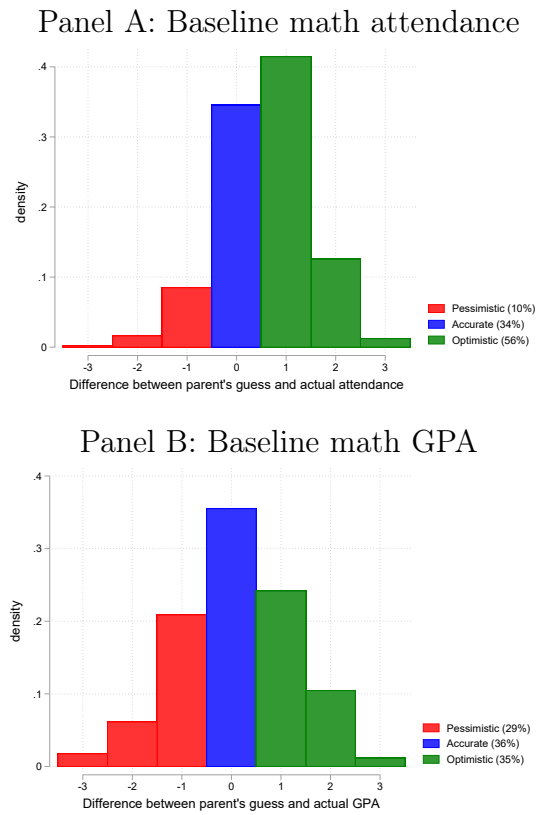 Panel A: Baseline math attendance
.4
.3
.2
.1
0
density
-3 -2 -1 0 1 2 3
Difference between parent's guess and actual attendance
Pessimistic (10%)
Accurate (34%)
Optimistic (56%)
Panel B: Baseline math GPA
.4
.3
.2
.1
0
density
-3 -2 -1 0 1 2 3
Difference between parent's guess and actual GPA
Pessimistic (29%)
Accurate (36%)
Optimistic (35%)